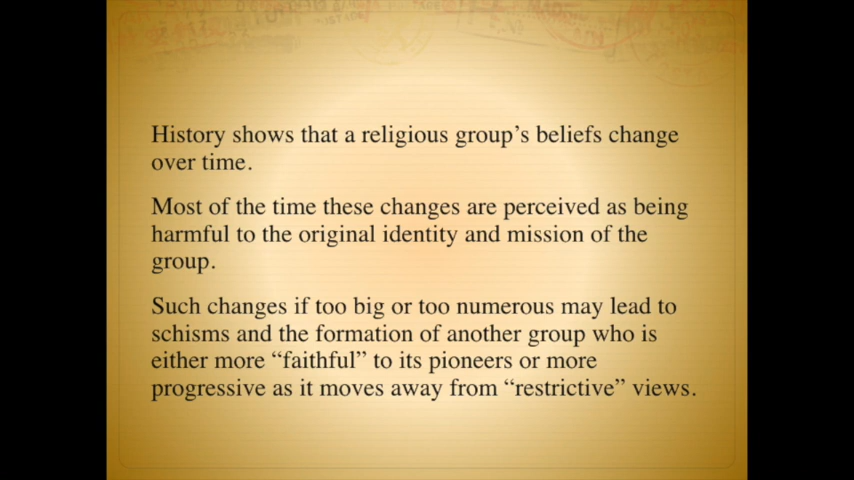 History shows that a religious group’s beliefs change
over time.
Most of the time these changes are perceived as being
harmful to the original identity and mission of the
group.
Such changes if too big or too numerous may lead to
schisms and the formation of another group who is
either more “faithful” to its pioneers or more
progressive as it moves away from “restrictive” views.